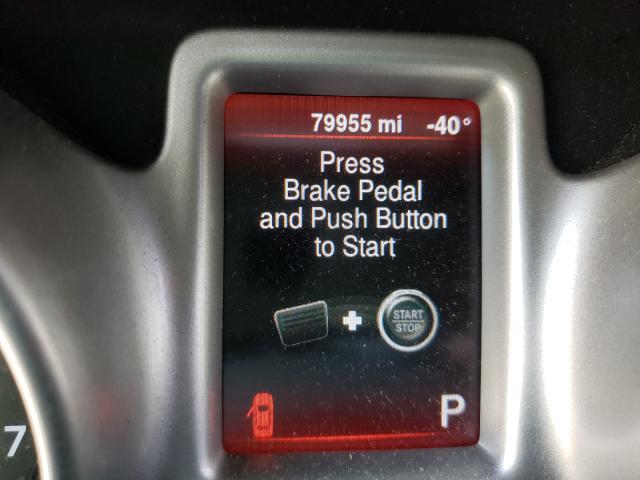 79955 mi -40°
Press
Brake Pedal
and Push Button
to Start
START
STOP
P
7